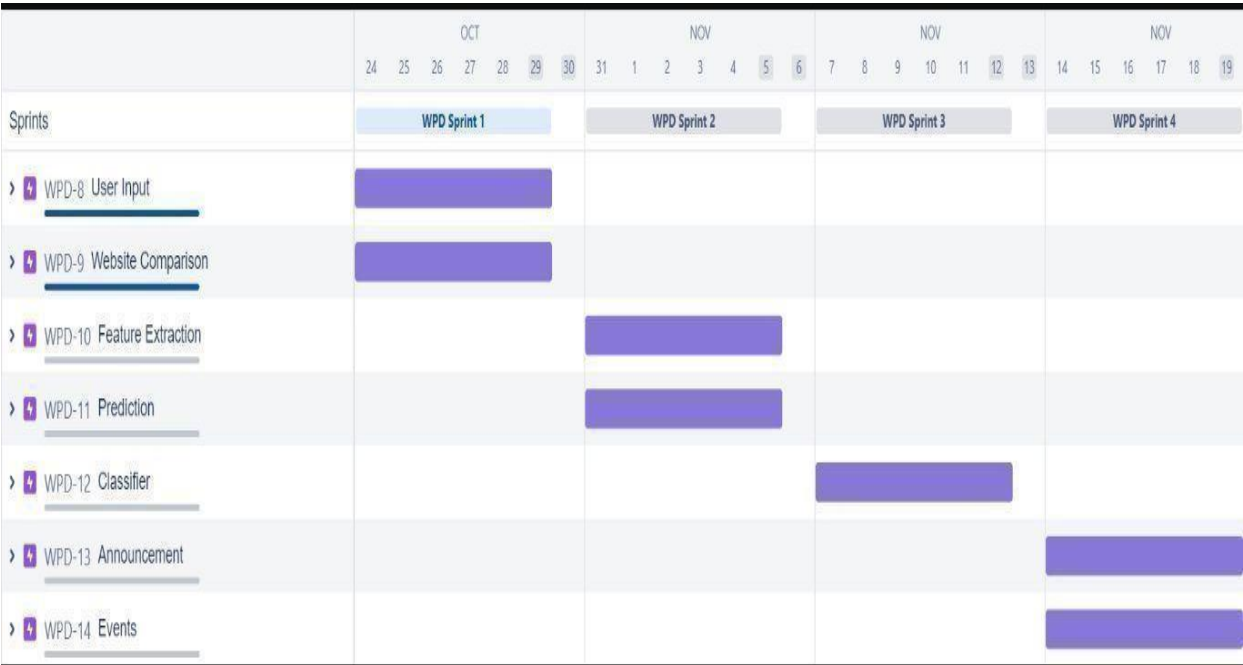 OCT NOV NOV NOV
24 25 26 27 28 29 30 31 1 2 3 4 5 6 7 8 9 10 11 12 13 14 15 16 17 18 19
Sprints WPD Sprint 1 WPD Sprint 2 WPD Sprint 3 WPD Sprint 4
WPD-8 User Input
WPD-9 Website Comparison
WPD-10 Feature Extraction
WPD-11 Prediction
WPD-12 Classifier
WPD-13 Announcement
WPD-14 Events